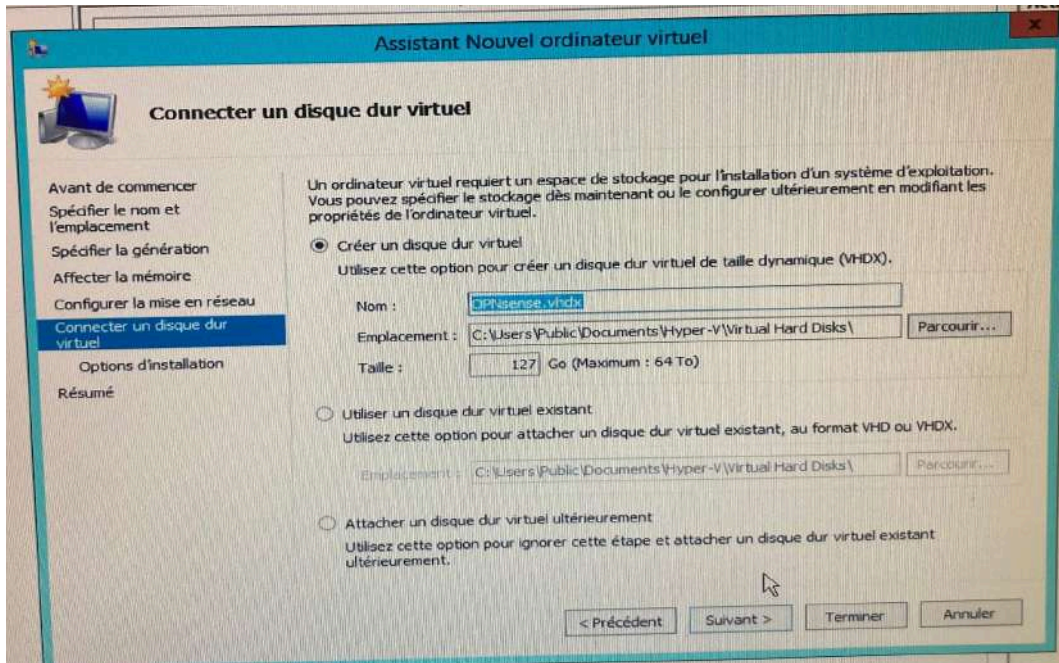 Assistant Nouvel ordinateur virtuel
x
Connecter un disque dur virtuel
Avant de commencer
Spécifier le nom et
l'emplacement
Spécifier la génération
Affecter la mémoire
Configurer la mise en réseau
Connecter un disque dur
virtuel
Options d'installation
Résumé
Un ordinateur virtuel requiert un espace de stockage pour l'installation d'un système d'exploitation.
Vous pouvez spécifier le stockage dès maintenant ou le configurer ultérieurement en modifiant les
propriétés de l'ordinateur virtuel.
Créer un disque dur virtuel
Utilisez cette option pour créer un disque dur virtuel de taille dynamique (VHDX).
Nom : OPNsense.vhdx
Emplacement : C:\Users\Public\Documents\Hyper-V\Virtual Hard Disks\ Parcourir...
Taille : 127 Go (Maximum : 64 To)
Utiliser un disque dur virtuel existant
Utilisez cette option pour attacher un disque dur virtuel existant, au format VHD ou VHDX.
Emplacement : C:\Users\Public\Documents\Hyper-V\Virtual Hard Disks\ Parcourir...
Attacher un disque dur virtuel ultérieurement
Utilisez cette option pour ignorer cette étape et attacher un disque dur virtuel existant
ultérieurement.
< Précédent Suivant > Terminer Annuler